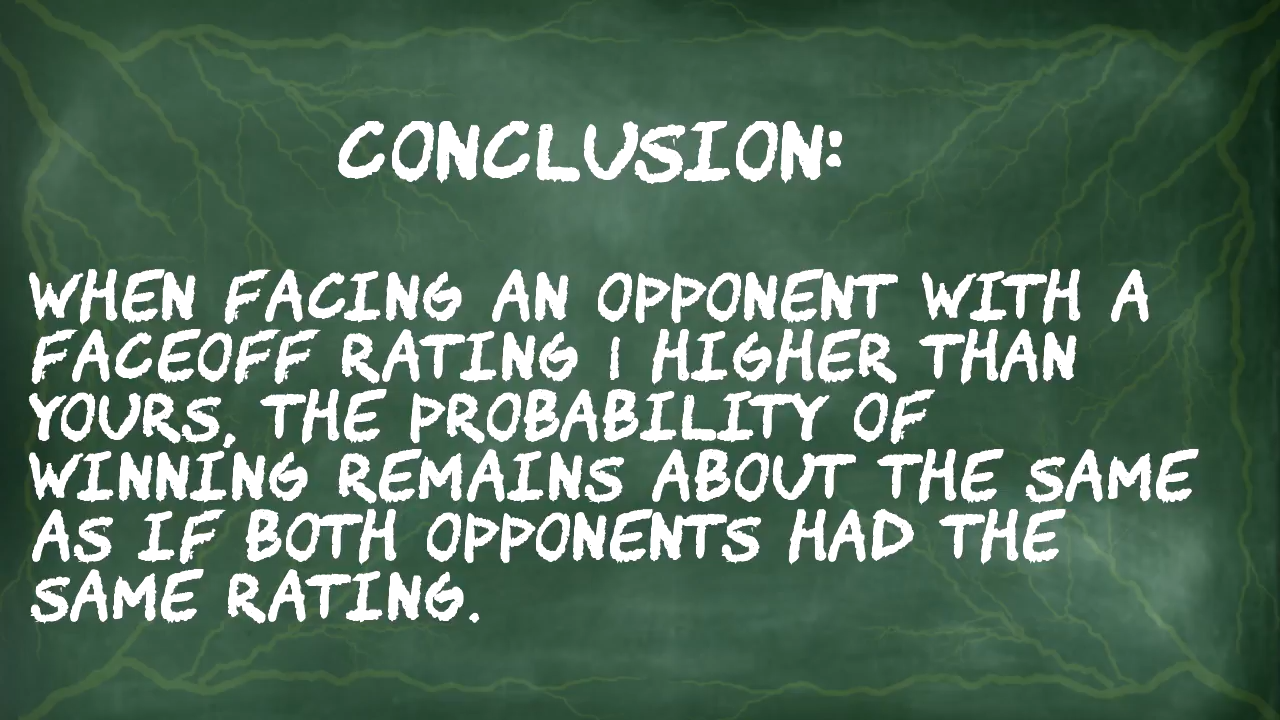 CONCLUSION:
WHEN FACING AN OPPONENT WITH A
FACEOFF RATING 1 HIGHER THAN
YOURS, THE PROBABILITY OF
WINNING REMAINS ABOUT THE SAME
AS IF BOTH OPPONENTS HAD THE
SAME RATING.